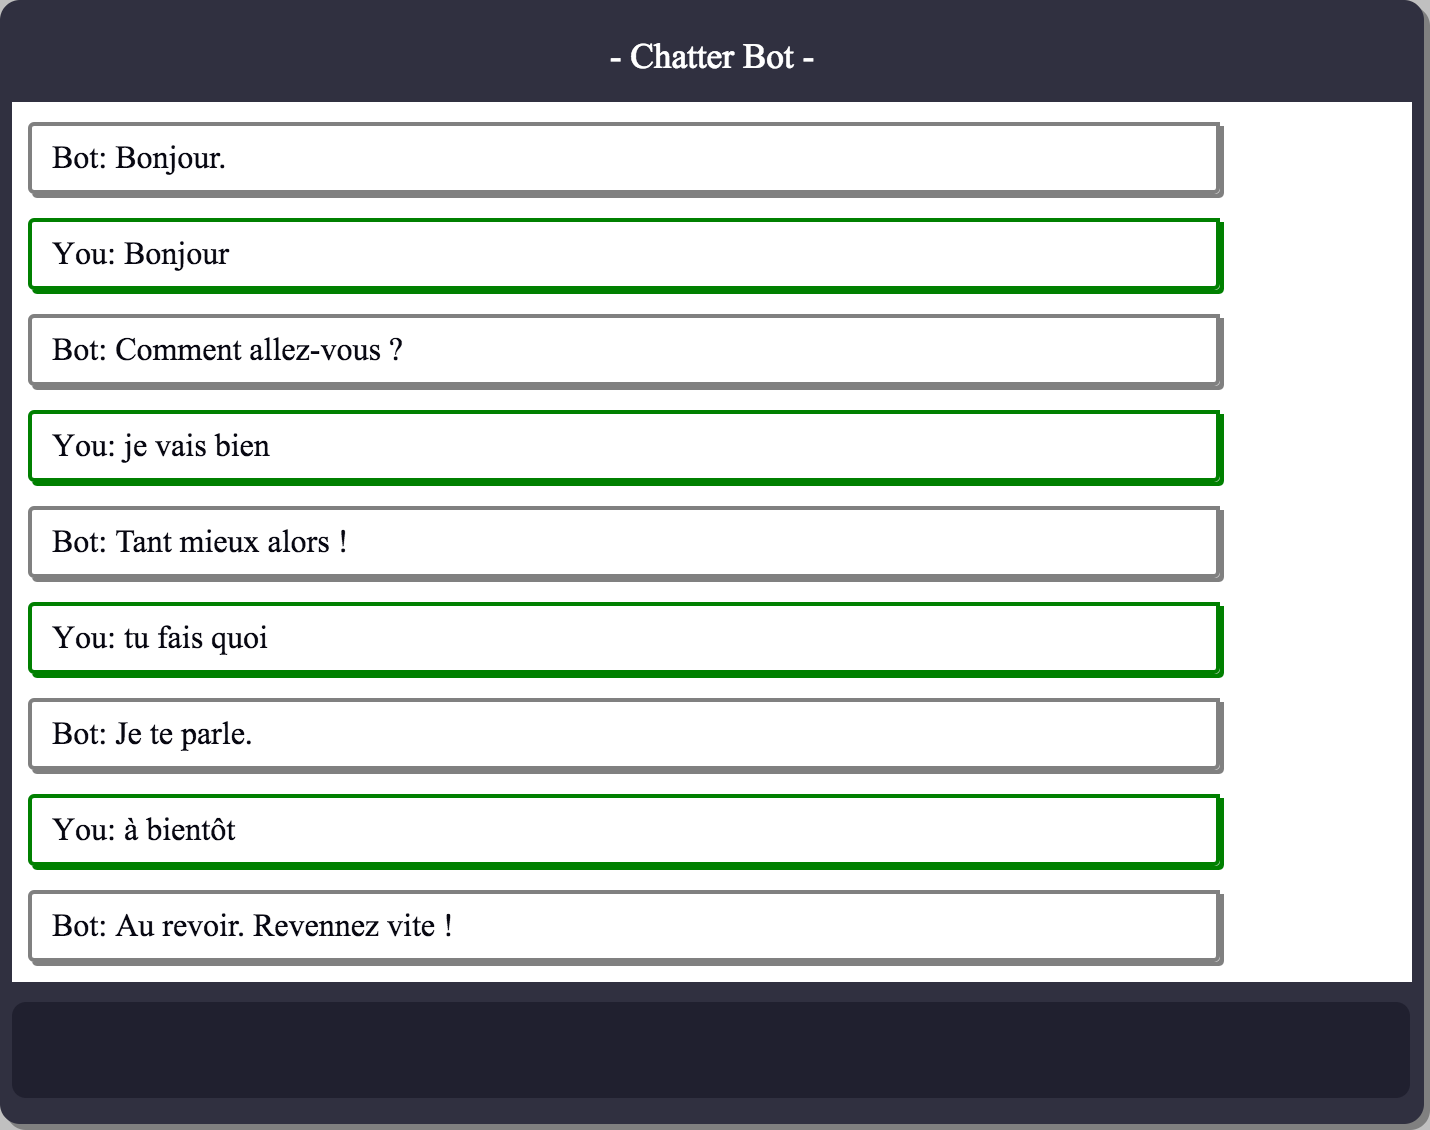 - Chatter Bot -
Bot: Bonjour.
You: Bonjour
Bot: Comment allez-vous ?
You: je vais bien
Bot: Tant mieux alors !
You: tu fais quoi
Bot: Je te parle.
You: à bientôt
Bot: Au revoir. Revennez vite !